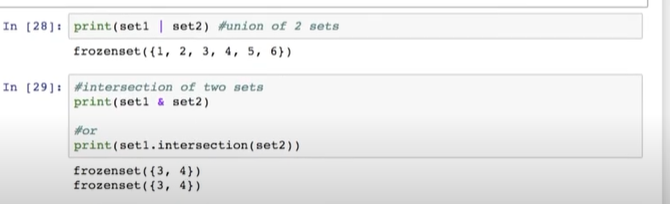 In [28]: print(set1 | set2) #union of 2 sets
frozenset({1, 2, 3, 4, 5, 6})
In [29]: #intersection of two sets
print(set1 & set2)
#or
print(set1.intersection(set2))
frozenset({3, 4})
frozenset({3, 4})